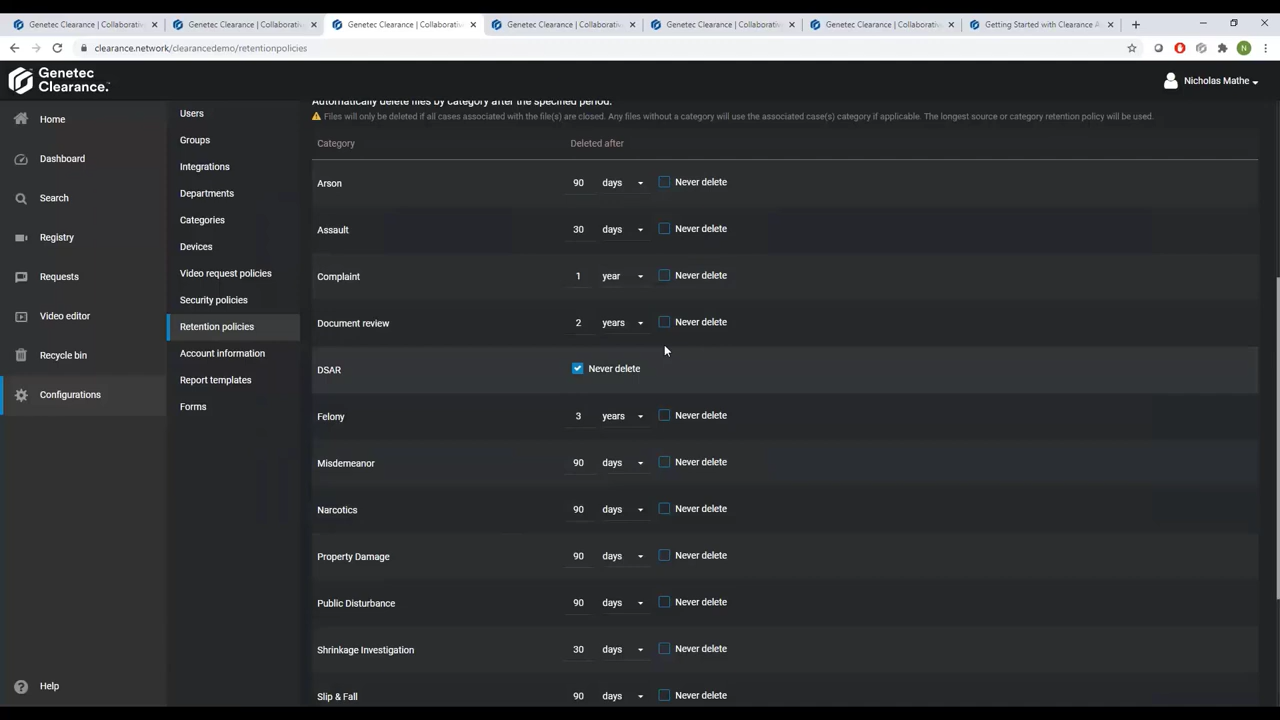 Genetec Clearance | Collaborativ
Genetec Clearance | Collaborativ
Genetec Clearance | Collaborativ
Genetec Clearance | Collaborativ
Genetec Clearance | Collaborativ
Genetec Clearance | Collaborativ
Getting Started with Clearance A
clearance.network/clearancedemo/retentionpolicies
N
Genetec
Clearance.
Nicholas Mathe
Home
Dashboard
Search
Registry
Requests
Video editor
Recycle bin
Configurations
Help
Users
Groups
Integrations
Departments
Categories
Devices
Video request policies
Security policies
Retention policies
Account information
Report templates
Forms
Automatically delete files by category after the specified period.
Files will only be deleted if all cases associated with the file(s) are closed. Any files without a category will use the associated case(s) category if applicable. The longest source or category retention policy will be used.
Category Deleted after
Arson 90 days Never delete
Assault 30 days Never delete
Complaint 1 year Never delete
Document review 2 years Never delete
DSAR Never delete
Felony 3 years Never delete
Misdemeanor 90 days Never delete
Narcotics 90 days Never delete
Property Damage 90 days Never delete
Public Disturbance 90 days Never delete
Shrinkage Investigation 30 days Never delete
Slip & Fall 90 days Never delete